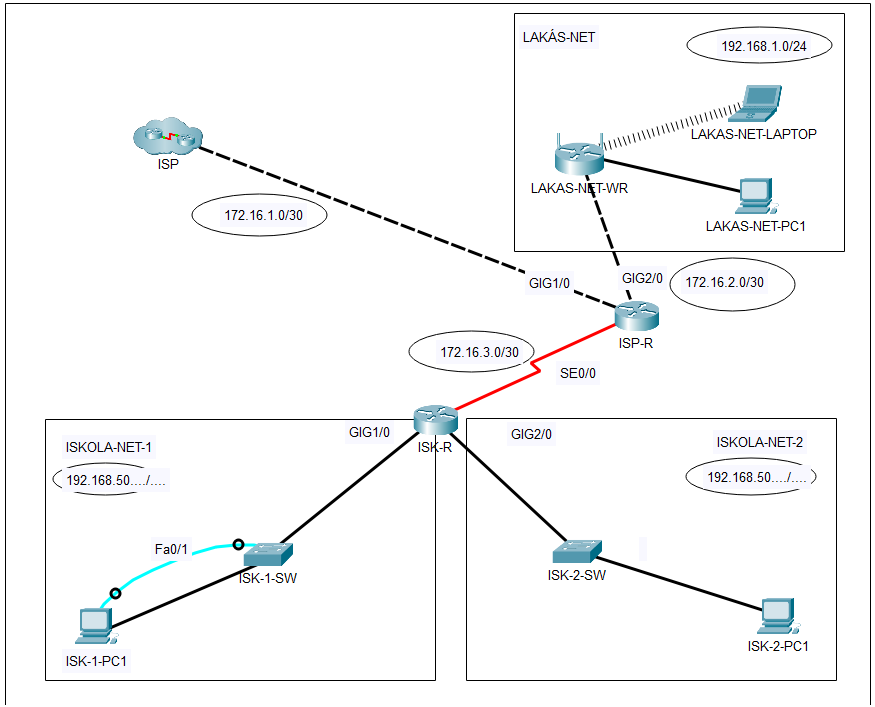 LAKÁS-NET
192.168.1.0/24
LAKAS-NET-LAPTOP
ISP
LAKAS-NET-WR
172.16.1.0/30
LAKAS-NET-PC1
GIG1/0
GIG2/0
172.16.2.0/30
ISP-R
172.16.3.0/30
SE0/0
GIG1/0
ISK-R
GIG2/0
ISKOLA-NET-1
192.168.50..../....
ISKOLA-NET-2
192.168.50..../....
Fa0/1
ISK-1-SW
ISK-2-SW
ISK-1-PC1
ISK-2-PC1